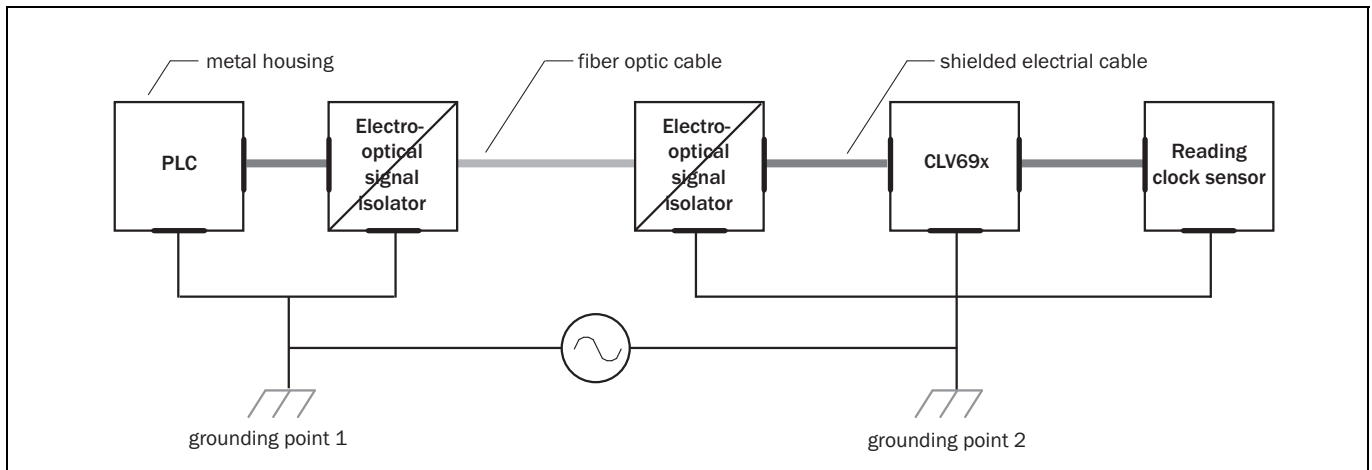 metal housing
fiber optic cable
shielded electrial cable
PLC
Electro-
optical
signal
isolator
Electro-
optical
signal
isolator
CLV69x
Reading
clock sensor
grounding point 1
grounding point 2